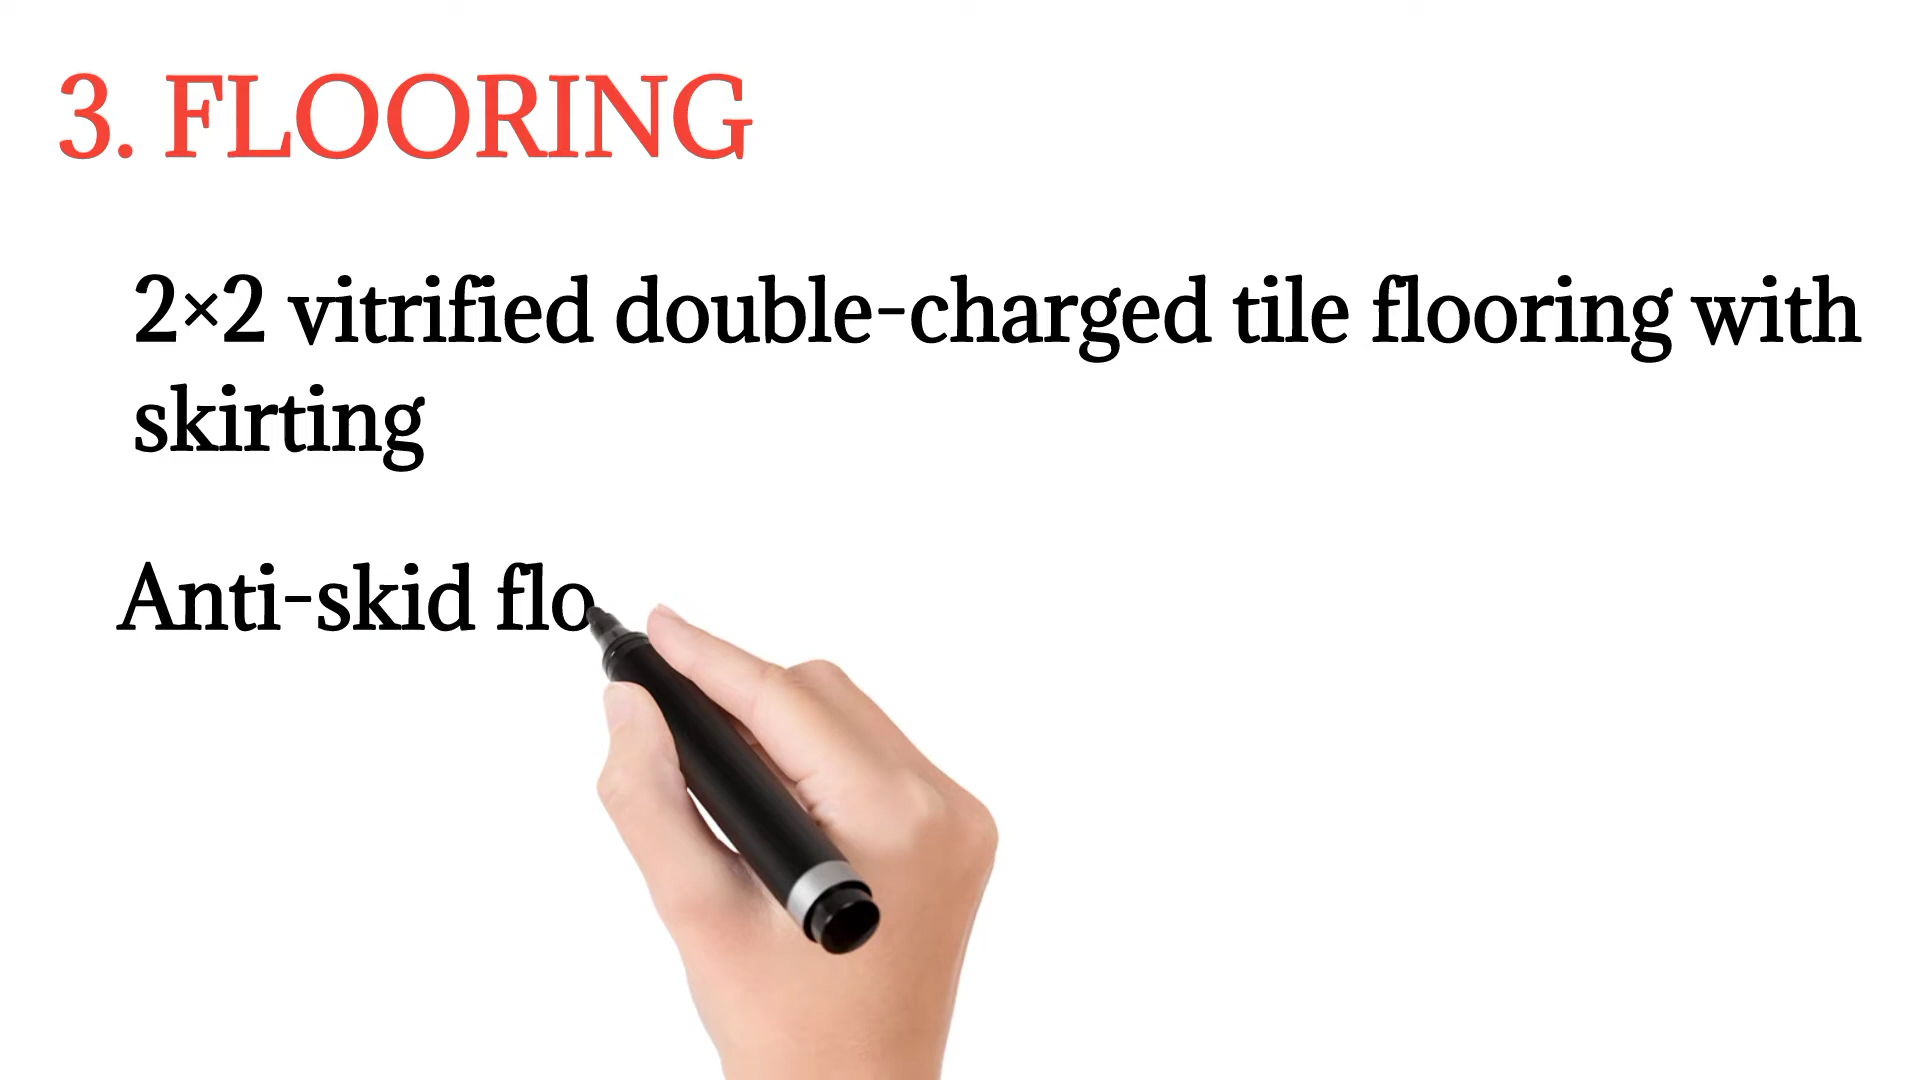 3. FLOORING
2×2 vitrified double-charged tile flooring with
skirting
Anti-skid flo